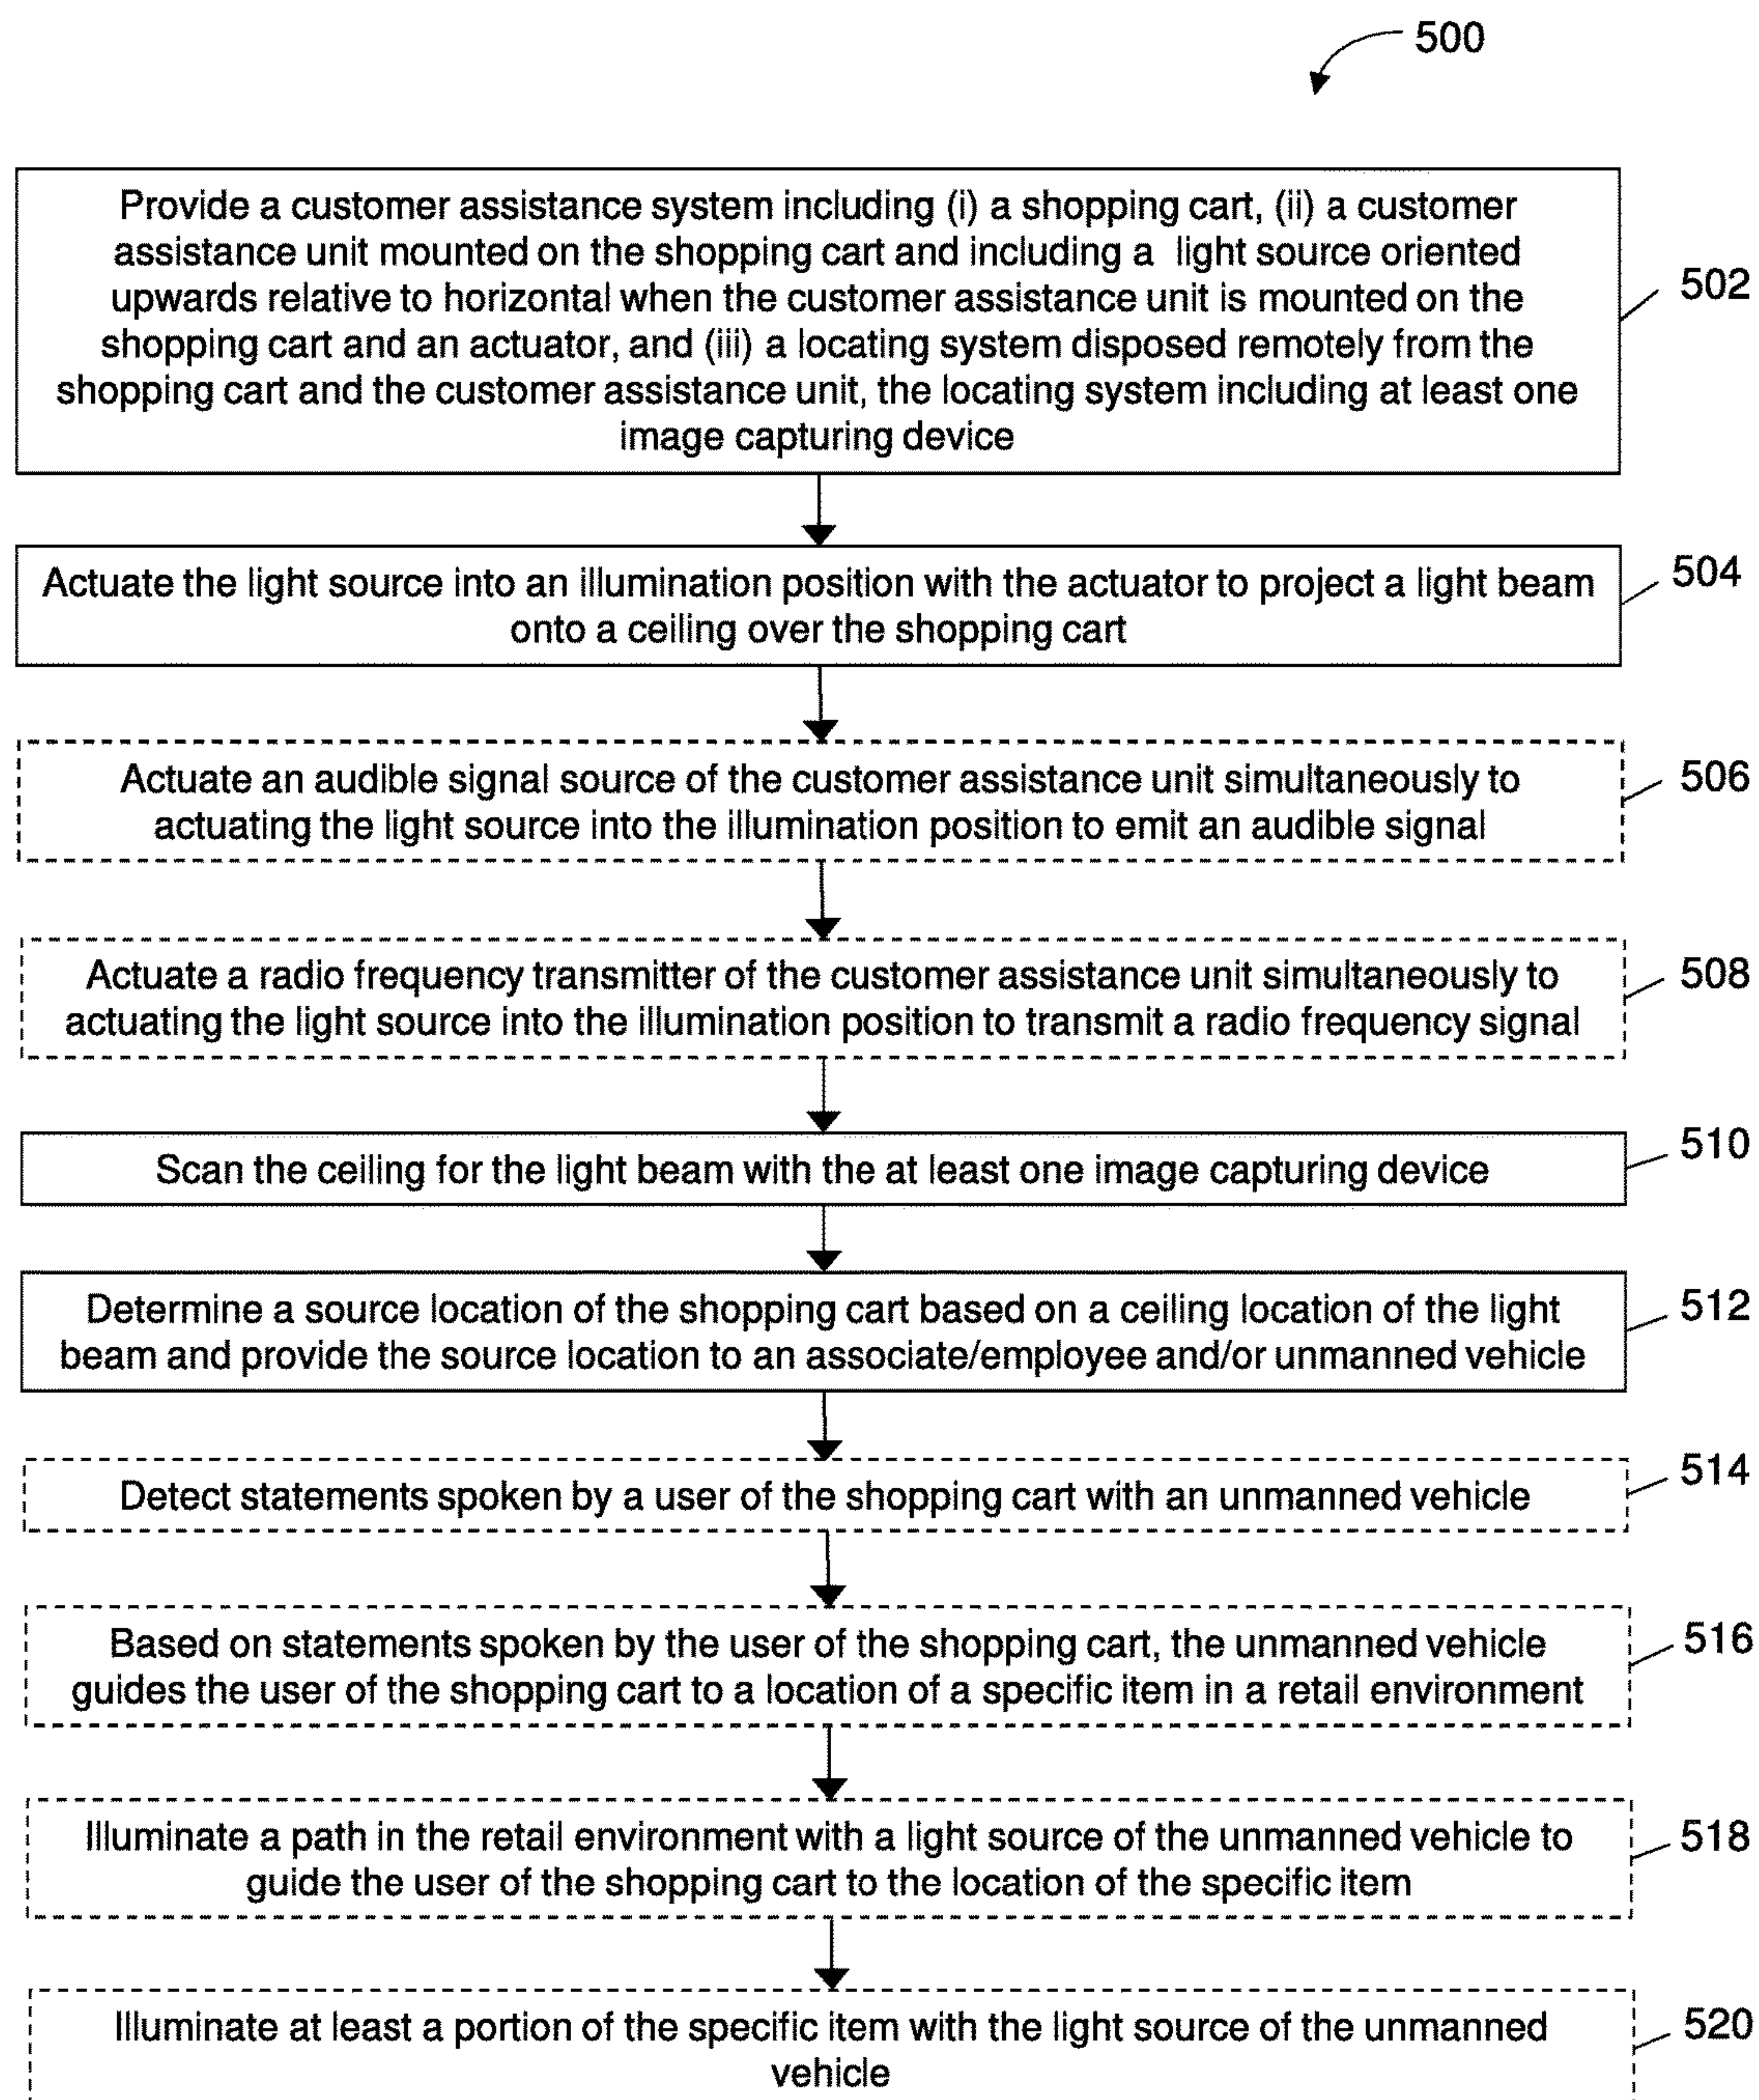 500
Provide a customer assistance system including (i) a shopping cart, (ii) a customer
assistance unit mounted on the shopping cart and including a light source oriented
upwards relative to horizontal when the customer assistance unit is mounted on the
shopping cart and an actuator, and (iii) a locating system disposed remotely from the
shopping cart and the customer assistance unit, the locating system including at least one
image capturing device
502
Actuate the light source into an illumination position with the actuator to project a light beam
onto a ceiling over the shopping cart
504
Actuate an audible signal source of the customer assistance unit simultaneously to
actuating the light source into the illumination position to emit an audible signal
506
Actuate a radio frequency transmitter of the customer assistance unit simultaneously to
actuating the light source into the illumination position to transmit a radio frequency signal
508
Scan the ceiling for the light beam with the at least one image capturing device
510
Determine a source location of the shopping cart based on a ceiling location of the light
beam and provide the source location to an associate/employee and/or unmanned vehicle
512
Detect statements spoken by a user of the shopping cart with an unmanned vehicle
514
Based on statements spoken by the user of the shopping cart, the unmanned vehicle
guides the user of the shopping cart to a location of a specific item in a retail environment
516
Illuminate a path in the retail environment with a light source of the unmanned vehicle to
guide the user of the shopping cart to the location of the specific item
518
Illuminate at least a portion of the specific item with the light source of the unmanned
vehicle
520